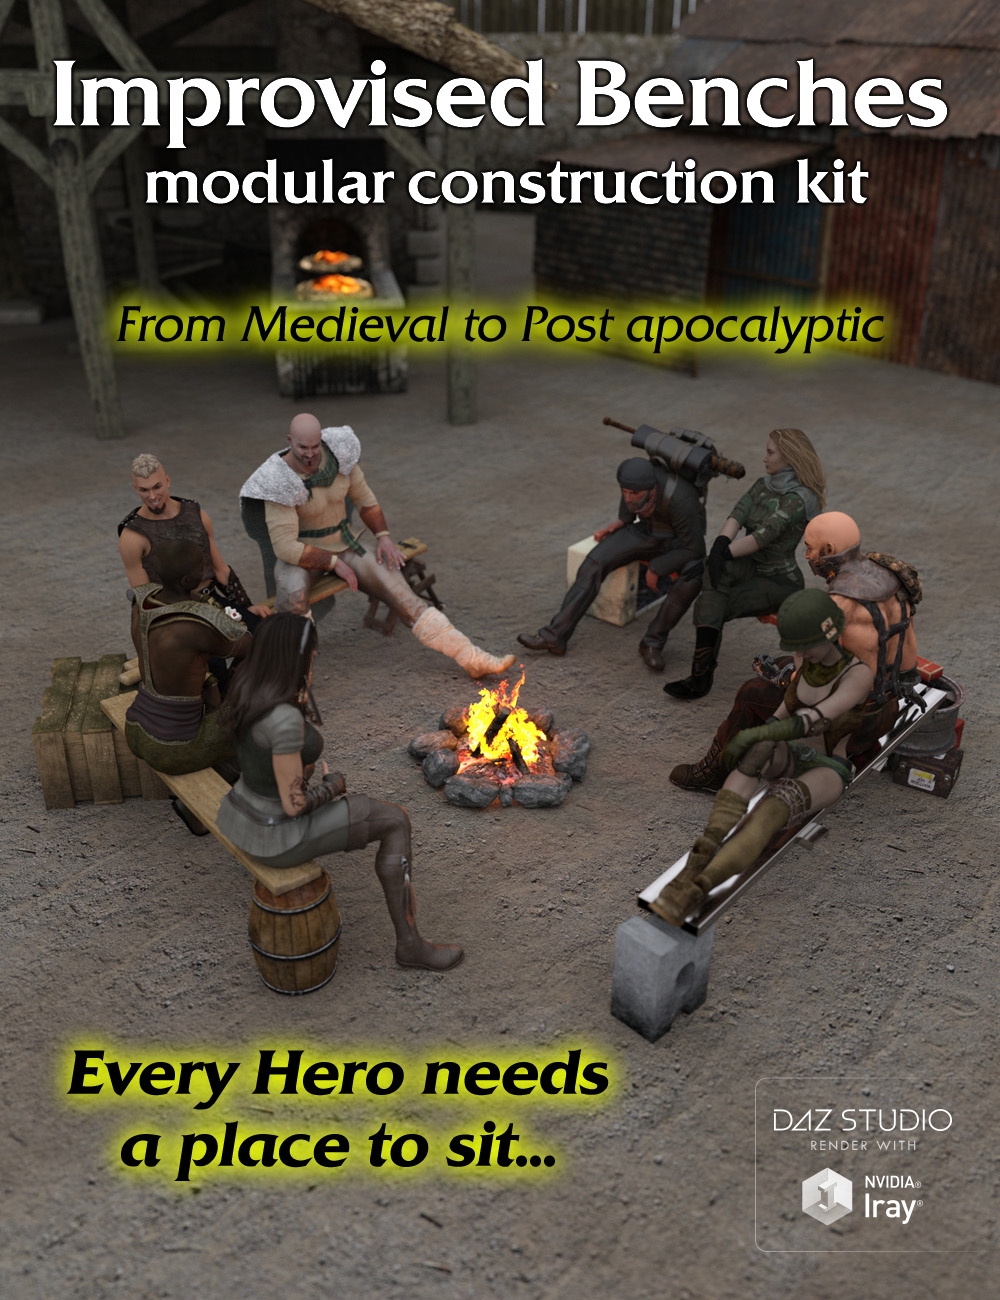 Improvised Benches
modular construction kit
From Medieval to Post apocalyptic
Every Hero needs
a place to sit...
DAZ STUDIO
RENDER WITH
NVIDIA®
Iray®